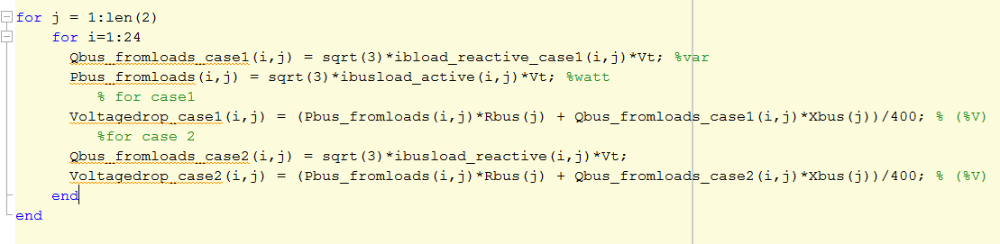 for j = 1:len(2)
for i=1:24
Qbus_fromloads_case1(i,j) = sqrt(3)*ibload_reactive_case1(i,j)*Vt; %var
Pbus_fromloads(i,j) = sqrt(3)*ibusload_active(i,j)*Vt; %watt
% for case1
Voltagedrop_case1(i,j) = (Pbus_fromloads(i,j)*Rbus(j) + Qbus_fromloads_case1(i,j)*Xbus(j))/400; % (%V)
%for case 2
Qbus_fromloads_case2(i,j) = sqrt(3)*ibusload_reactive(i,j)*Vt;
Voltagedrop_case2(i,j) = (Pbus_fromloads(i,j)*Rbus(j) + Qbus_fromloads_case2(i,j)*Xbus(j))/400; % (%V)
end
end